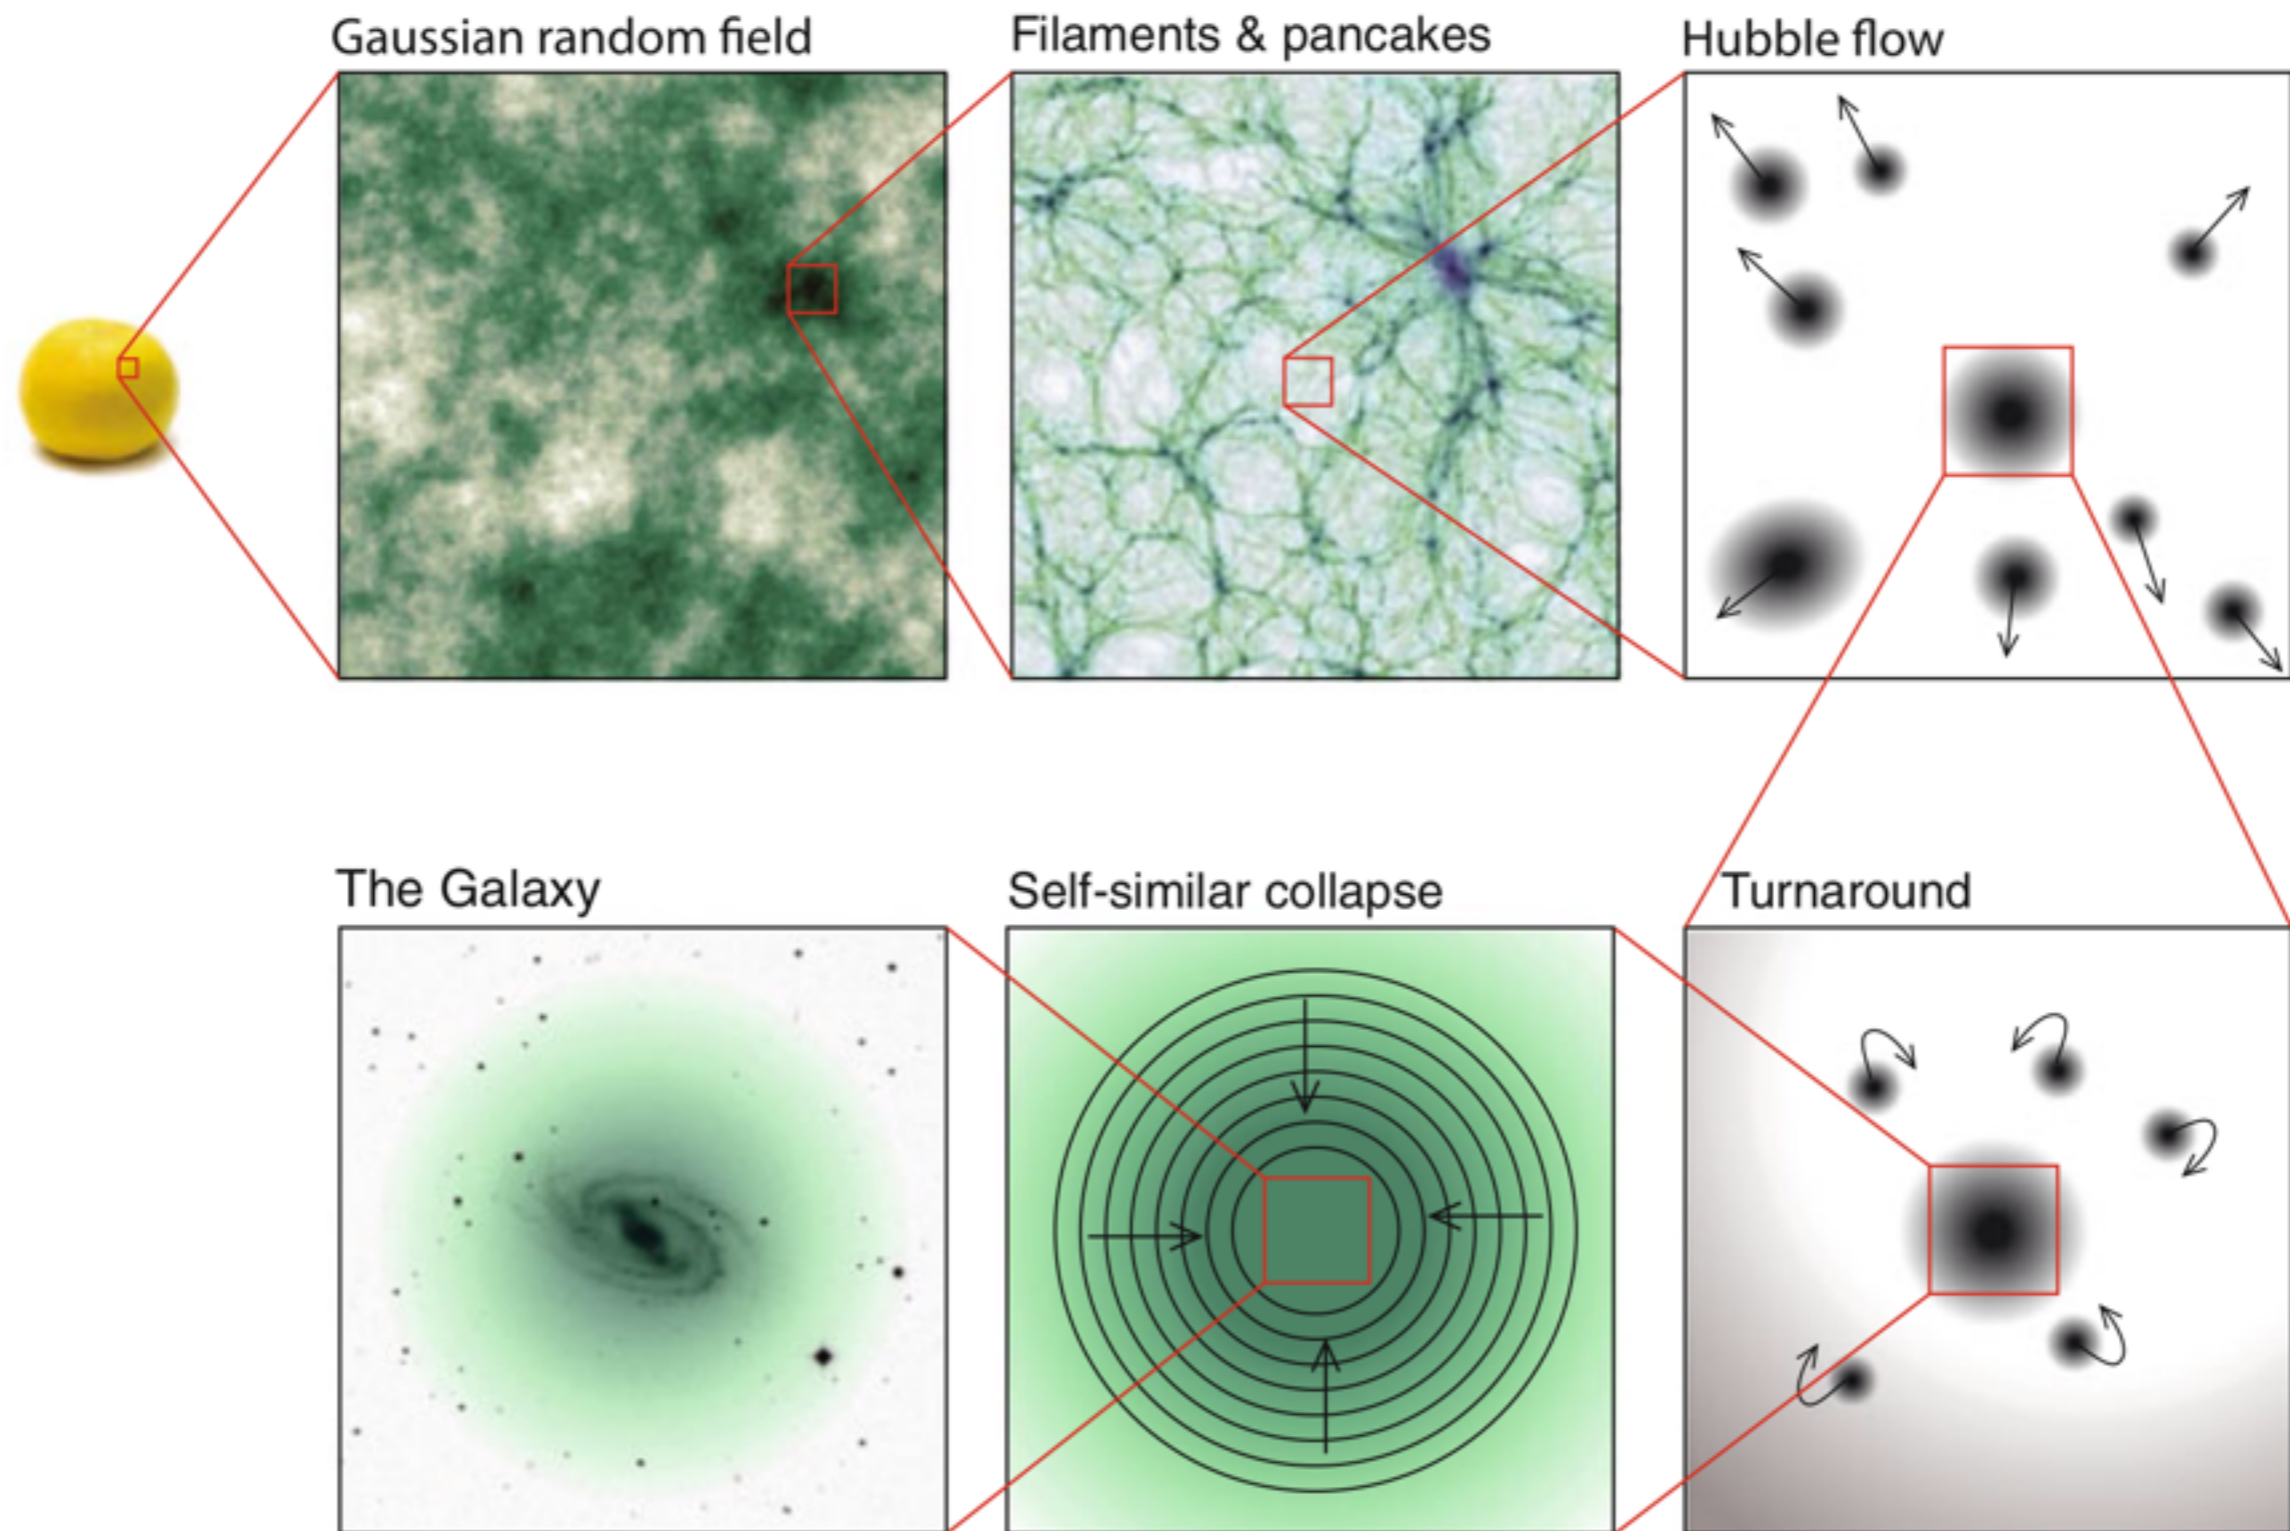 Gaussian random field
Filaments & pancakes
Hubble flow
The Galaxy
Self-similar collapse
Turnaround